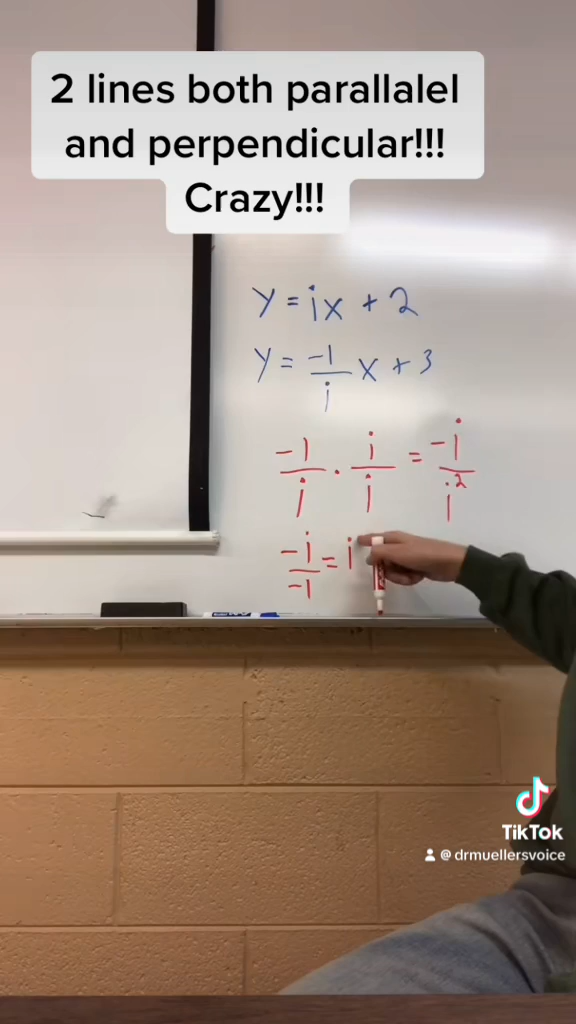 2 lines both parallalel
and perpendicular!!!
Crazy!!!
y = ix + 2
y = -1/i x + 3
-1/i · i/i = -i/i²
-i/-1 = i
TikTok
@drmuellersvoice